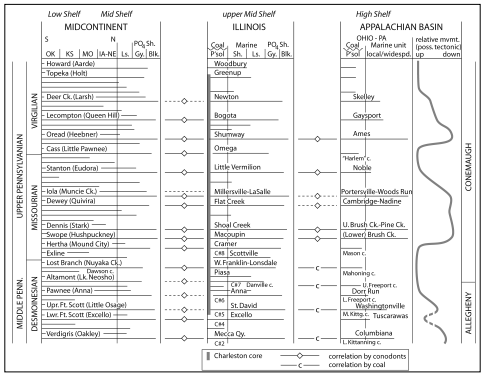 Low Shelf Mid Shelf upper Mid Shelf High Shelf
MIDCONTINENT ILLINOIS APPALACHIAN BASIN
OHIO - PA
S N PO4 Sh. Coal Marine PO4 Sh. Coal Marine unit relative mvmt.
OK KS MO IA-NE Ls. Gy. Blk. P'sol Sh. Ls. Gy. Blk. P'sol local/widespd. (poss. tectonic)
up down
Howard (Aarde) Woodbury
Topeka (Holt) Greenup
Deer Ck. (Larsh) Newton Skelley
Lecompton (Queen Hill) Bogota Gaysport
Oread (Heebner) Shumway Ames
Cass (Little Pawnee) Omega
"Harlem" c.
Stanton (Eudora) Little Vermilion Noble
Iola (Muncie Ck.) Millersville-LaSalle Portersville-Woods Run
Dewey (Quivira) Flat Creek Cambridge-Nadine
Dennis (Stark) Shoal Creek U. Brush Ck.-Pine Ck.
Swope (Hushpuckney) Macoupin (Lower) Brush Ck.
Hertha (Mound City) Cramer
Exline C#8 Scottville Mason c.
Lost Branch (Nuyaka Ck.) W. Franklin-Lonsdale
Dawson c. Piasa Mahoning c.
Altamont (Lk. Neosho) C#7 Danville c. U.Freeport c.
Pawnee (Anna) Anna Dorr Run
C#6 L.Freeport c.
Upr. Ft. Scott (Little Osage) St. David Washingtonville
Lwr. Ft. Scott (Excello) C#5 Excello M. Kittg. c. Tuscarawas
C#4
Verdigris (Oakley) Mecca Qy. Columbiana
C#2 L.Kittanning c.
UPPER PENNSYLVANIAN
MIDDLE PENN.
VIRGILIAN
MISSOURIAN
DESMOINESIAN
CONEMAUGH
ALLEGHENY
Charleston core correlation by conodonts
c correlation by coal